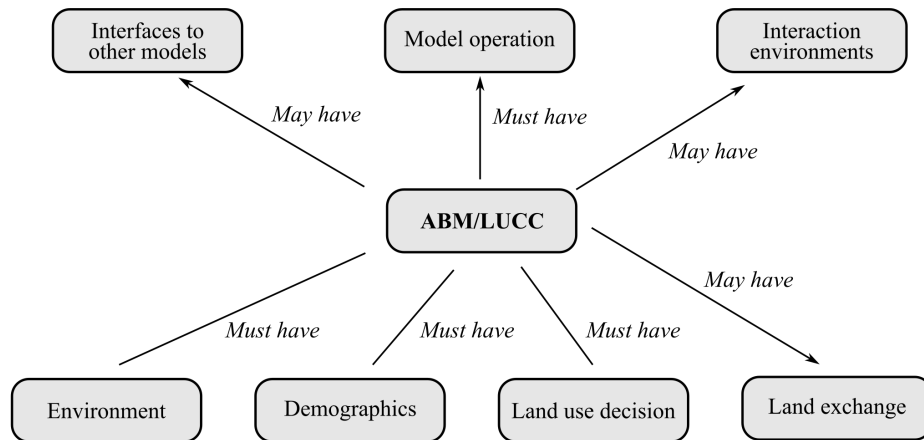 Interfaces to
other models
Model operation
Interaction
environments
May have
Must have
May have
ABM/LUCC
May have
Must have
Must have
Must have
Environment
Demographics
Land use decision
Land exchange